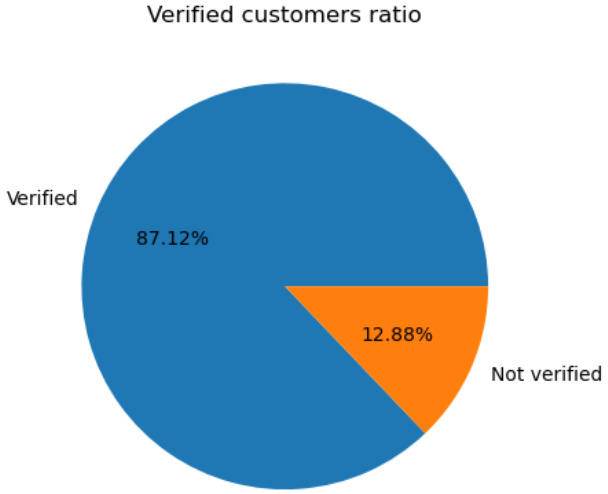 Verified customers ratio
Verified
87.12%
12.88%
Not verified